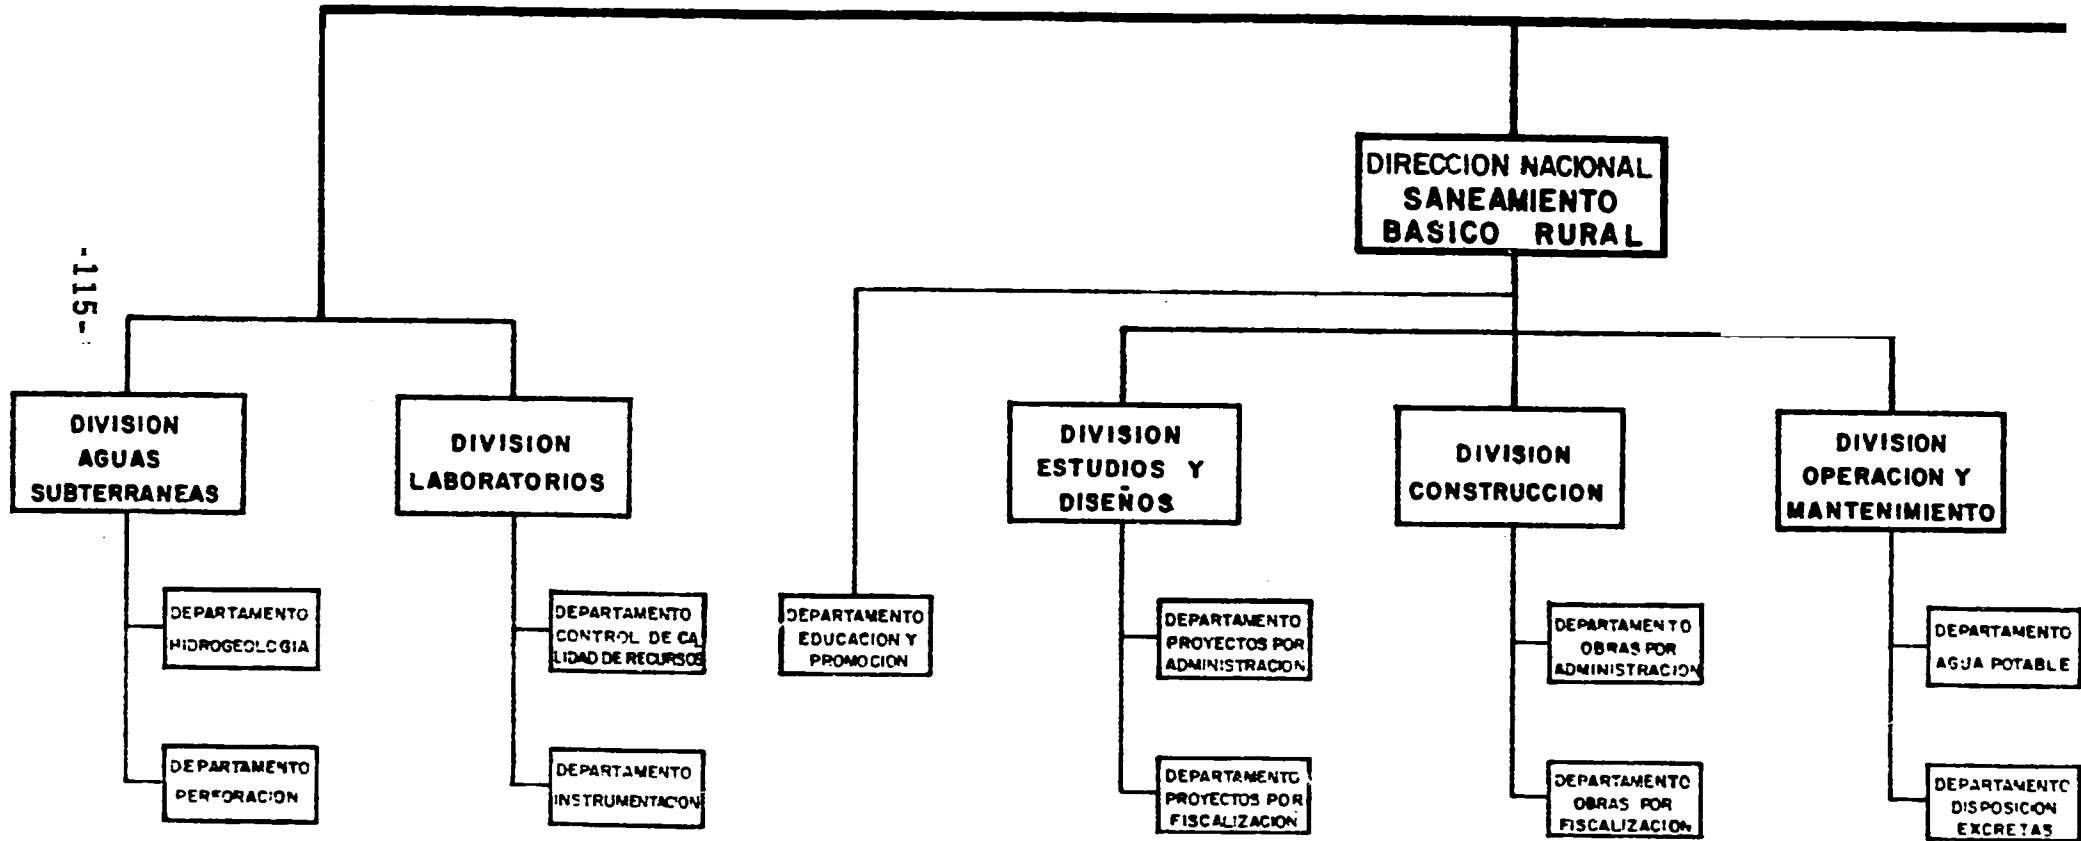 DIRECCION NACIONAL
SANEAMIENTO
BASICO RURAL
-115-
DIVISION
AGUAS
SUBTERRANEAS
DIVISION
LABORATORIOS
DIVISION
ESTUDIOS Y
DISEÑOS
DIVISION
CONSTRUCCION
DIVISION
OPERACION Y
MANTENIMIENTO
DEPARTAMENTO
HIDROGEOLOGIA
DEPARTAMENTO
CONTROL DE CA
LIDAD DE RECURSOS
DEPARTAMENTO
EDUCACION Y
PROMOCION
DEPARTAMENTO
PROYECTOS POR
ADMINISTRACION
DEPARTAMENTO
OBRAS POR
ADMINISTRACION
DEPARTAMENTO
AGUA POTABLE
DEPARTAMENTO
PERFORACION
DEPARTAMENTO
INSTRUMENTACION
DEPARTAMENTO
PROYECTOS POR
FISCALIZACION
DEPARTAMENTO
OBRAS POR
FISCALIZACION
DEPARTAMENTO
DISPOSICION
EXCRETAS